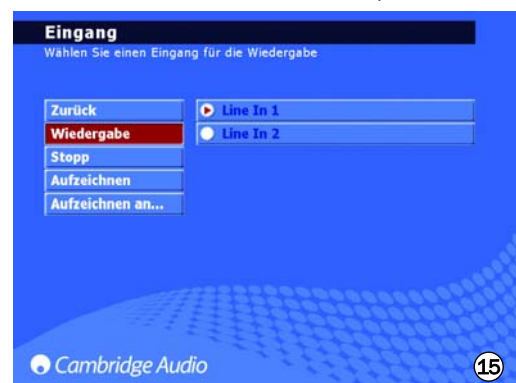 Eingang
Wählen Sie einen Eingang für die Wiedergabe
Zurück
Line In 1
Wiedergabe
Line In 2
Stopp
Aufzeichnen
Aufzeichnen an...
Cambridge Audio
15